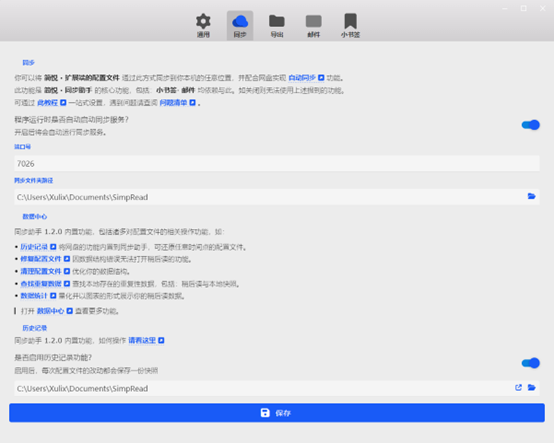 通用
同步
导出
邮件
小书签
同步
你可以将 简悦 · 扩展端的配置文件 通过此方式同步到你本机的任意位置，并配合网盘实现 自动同步 功能。
此功能是 简悦 · 同步助手 的核心功能，包括：小书签· 邮件 均依赖与此。如关闭则无法使用上述提到的功能。
可通过 此教程 一站式设置，遇到问题请查阅 问题清单 。
程序运行时是否自动启动同步服务？
开启后将会自动运行同步服务。
端口号
7026
同步文件夹路径
C:\Users\Xulix\Documents\SimpRead
数据中心
同步助手 1.2.0 内置功能，包括诸多对配置文件的相关操作功能，如：
• 历史记录 将网盘的功能内置到同步助手，可还原任意时间点的配置文件。
• 修复配置文件 因数据结构错误无法打开稍后读的功能。
• 清理配置文件 优化你的数据结构。
• 查找重复数据 查找本地存在的重复性数据，包括：稍后读与本地快照。
• 数据统计 量化并以图表的形式展示你的稍后读数据。
打开 数据中心 查看更多功能。
历史记录
同步助手 1.2.0 内置功能，如何操作 请看这里
是否启用历史记录功能？
启用后，每次配置文件的改动都会保存一份快照
C:\Users\Xulix\Documents\SimpRead
保存